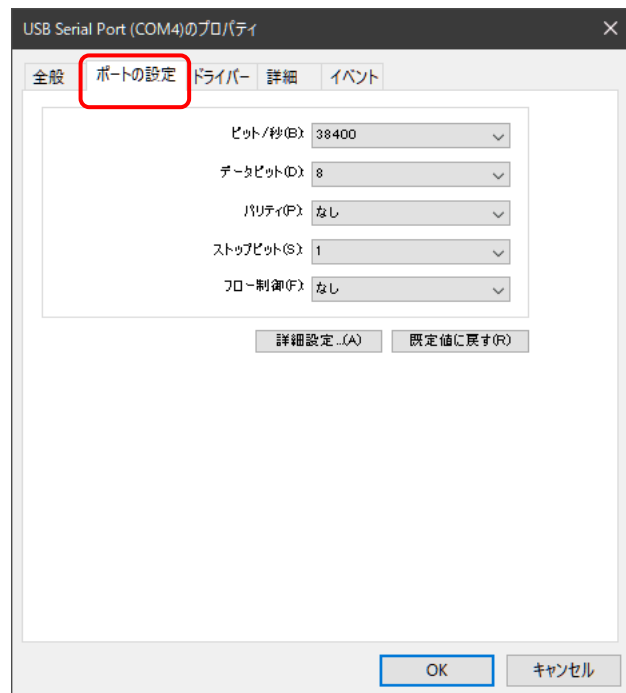 USB Serial Port (COM4)のプロパティ
全般 ポートの設定 ドライバー 詳細 イベント
ビット/秒(B): 38400
データ ビット(D): 8
パリティ(P): なし
ストップ ビット(S): 1
フロー制御(F): なし
詳細設定...(A) 既定値に戻す(R)
OK キャンセル